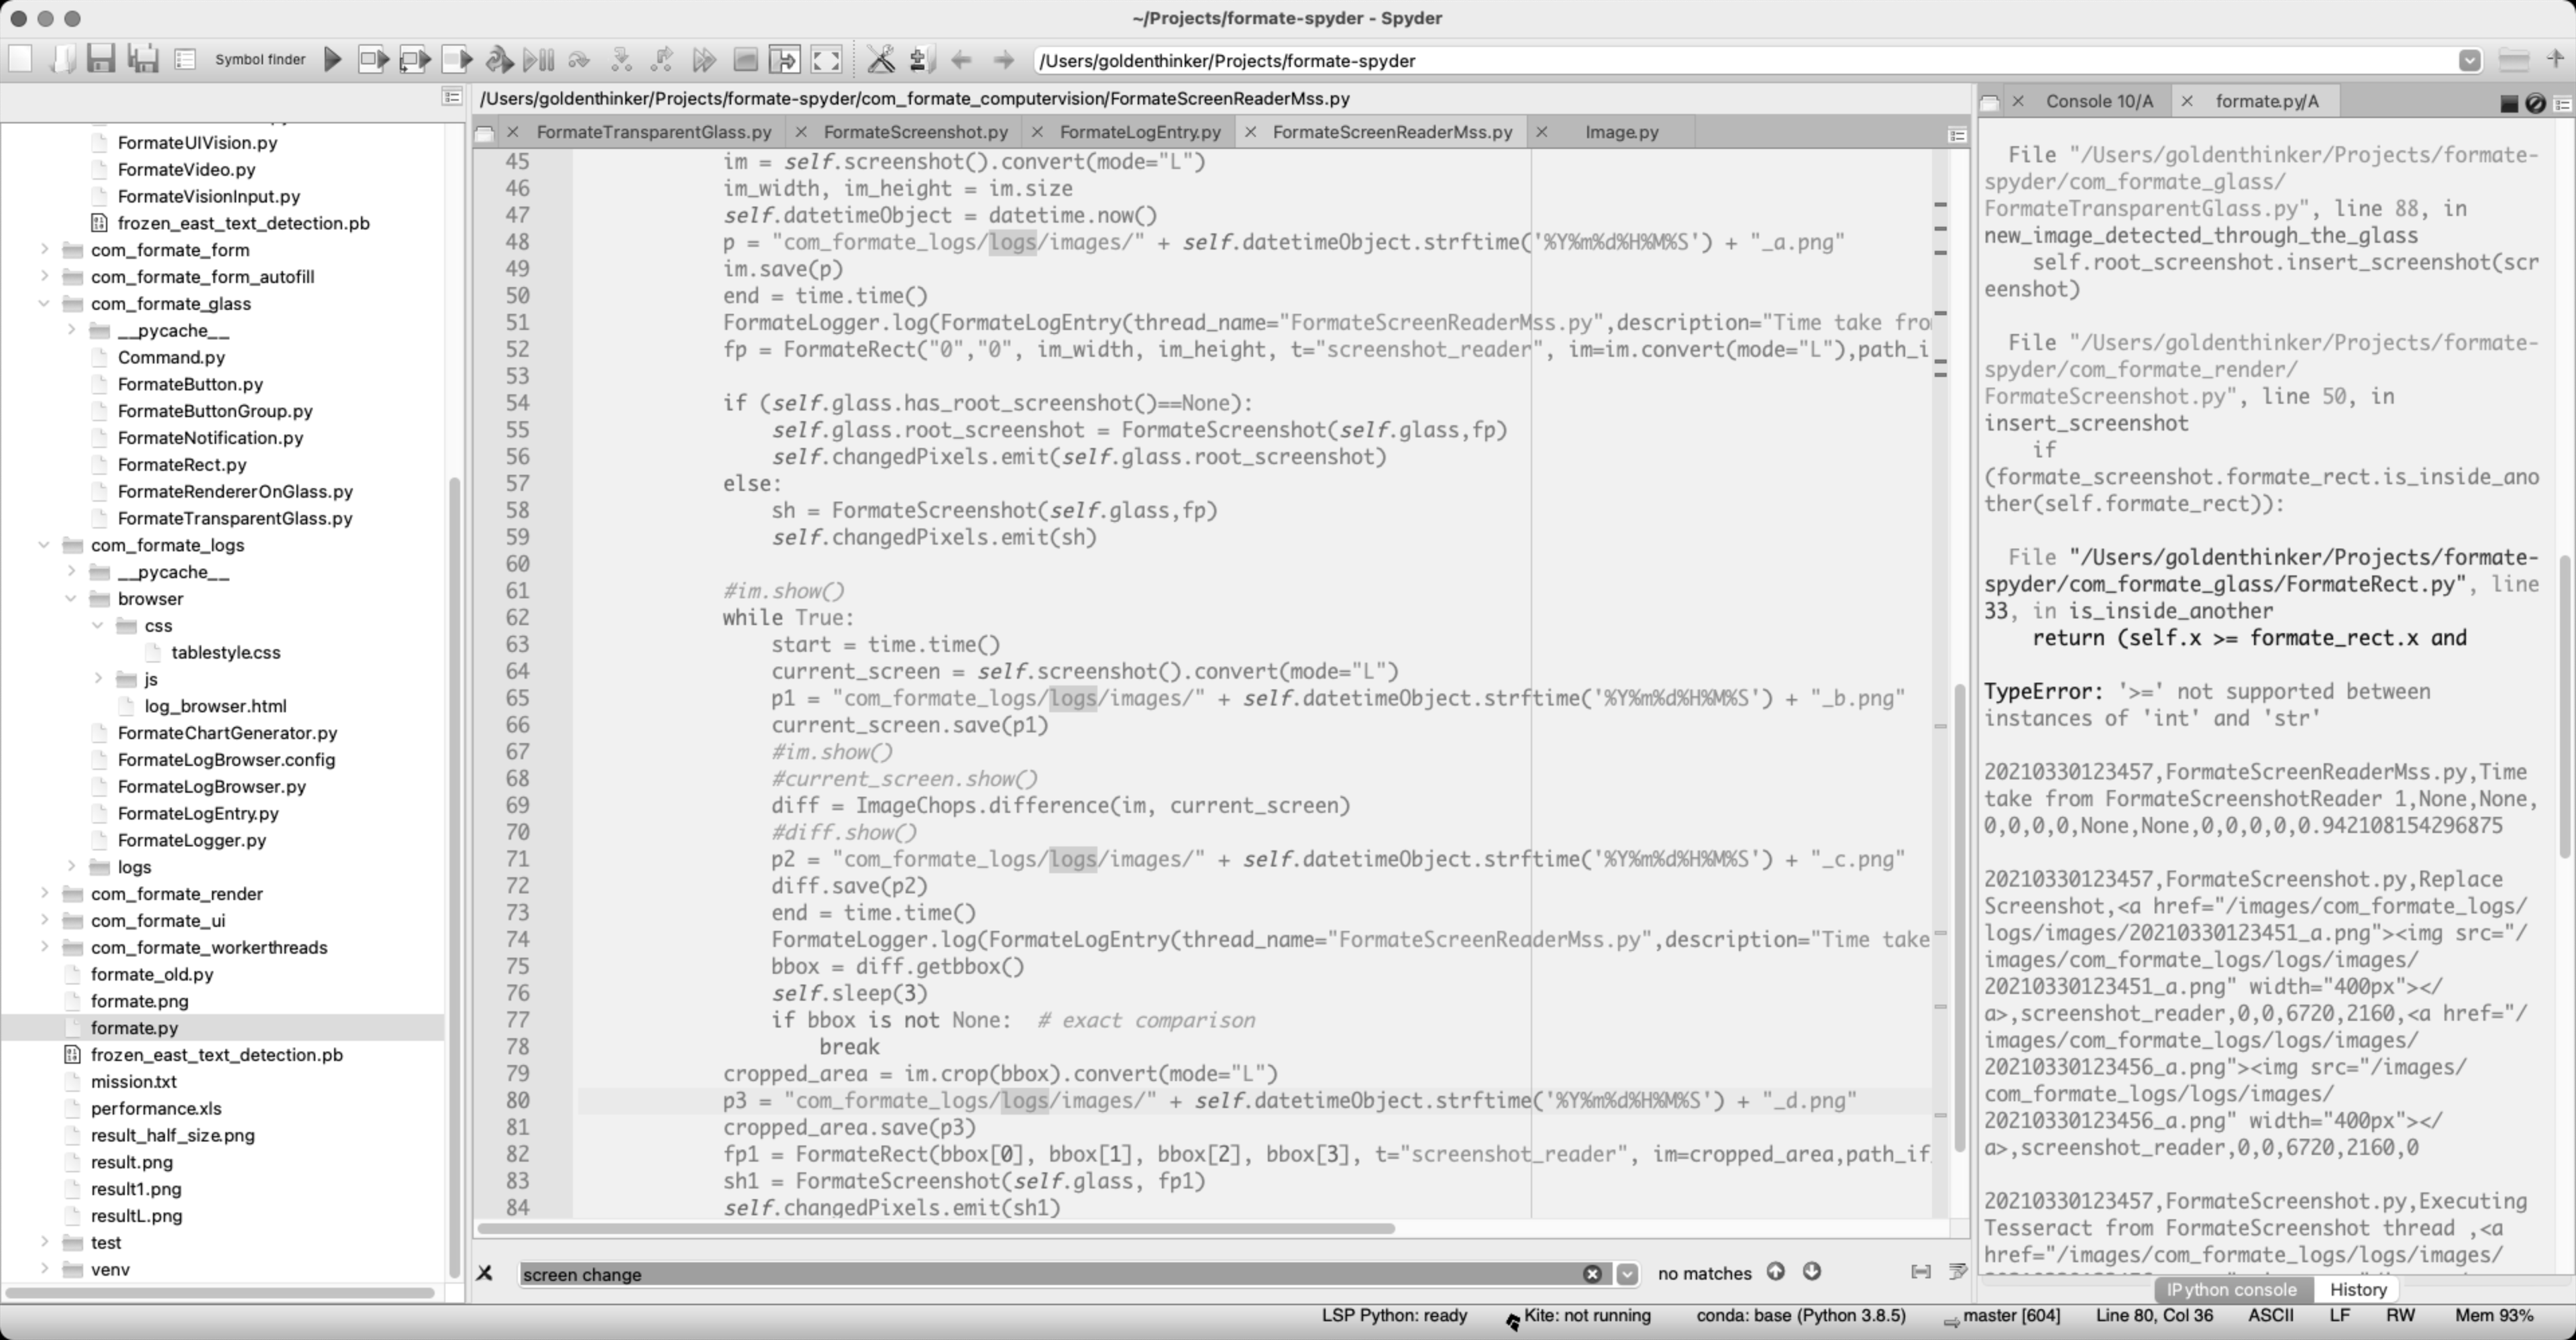 ~/Projects/formate-spyder - Spyder
Symbol finder
/Users/goldenthinker/Projects/formate-spyder
/Users/goldenthinker/Projects/formate-spyder/com_formate_computervision/FormateScreenReaderMss.py
FormateTransparentGlass.py
FormateScreenshot.py
FormateLogEntry.py
FormateScreenReaderMss.py
Image.py
Console 10/A
formate.py/A
FormateUIVision.py
FormateVideo.py
FormateVisionInput.py
frozen_east_text_detection.pb
com_formate_form
com_formate_form_autofill
com_formate_glass
__pycache__
Command.py
FormateButton.py
FormateButtonGroup.py
FormateNotification.py
FormateRect.py
FormateRendererOnGlass.py
FormateTransparentGlass.py
com_formate_logs
__pycache__
browser
css
tablestyle.css
js
log_browser.html
FormateChartGenerator.py
FormateLogBrowser.config
FormateLogBrowser.py
FormateLogEntry.py
FormateLogger.py
logs
com_formate_render
com_formate_ui
com_formate_workerthreads
formate_old.py
formate.png
formate.py
frozen_east_text_detection.pb
mission.txt
performance.xls
result_half_size.png
result.png
result1.png
resultL.png
test
venv
45 im = self.screenshot().convert(mode="L")
46 im_width, im_height = im.size
47 self.datetimeObject = datetime.now()
48 p = "com_formate_logs/logs/images/" + self.datetimeObject.strftime('%Y%m%d%H%M%S') + "_a.png"
49 im.save(p)
50 end = time.time()
51 FormateLogger.log(FormateLogEntry(thread_name="FormateScreenReaderMss.py",description="Time take fro
52 fp = FormateRect("0","0", im_width, im_height, t="screenshot_reader", im=im.convert(mode="L"),path_i
53
54 if (self.glass.has_root_screenshot()==None):
55 self.glass.root_screenshot = FormateScreenshot(self.glass,fp)
56 self.changedPixels.emit(self.glass.root_screenshot)
57 else:
58 sh = FormateScreenshot(self.glass,fp)
59 self.changedPixels.emit(sh)
60
61 #im.show()
62 while True:
63 start = time.time()
64 current_screen = self.screenshot().convert(mode="L")
65 p1 = "com_formate_logs/logs/images/" + self.datetimeObject.strftime('%Y%m%d%H%M%S') + "_b.png"
66 current_screen.save(p1)
67 #im.show()
68 #current_screen.show()
69 diff = ImageChops.difference(im, current_screen)
70 #diff.show()
71 p2 = "com_formate_logs/logs/images/" + self.datetimeObject.strftime('%Y%m%d%H%M%S') + "_c.png"
72 diff.save(p2)
73 end = time.time()
74 FormateLogger.log(FormateLogEntry(thread_name="FormateScreenReaderMss.py",description="Time take
75 bbox = diff.getbbox()
76 self.sleep(3)
77 if bbox is not None:  # exact comparison
78 break
79 cropped_area = im.crop(bbox).convert(mode="L")
80 p3 = "com_formate_logs/logs/images/" + self.datetimeObject.strftime('%Y%m%d%H%M%S') + "_d.png"
81 cropped_area.save(p3)
82 fp1 = FormateRect(bbox[0], bbox[1], bbox[2], bbox[3], t="screenshot_reader", im=cropped_area,path_if
83 sh1 = FormateScreenshot(self.glass, fp1)
84 self.changedPixels.emit(sh1)
screen change
no matches
File "/Users/goldenthinker/Projects/formate-
spyder/com_formate_glass/
FormateTransparentGlass.py", line 88, in
new_image_detected_through_the_glass
self.root_screenshot.insert_screenshot(scr
eenshot)
File "/Users/goldenthinker/Projects/formate-
spyder/com_formate_render/
FormateScreenshot.py", line 50, in
insert_screenshot
if
(formate_screenshot.formate_rect.is_inside_ano
ther(self.formate_rect)):
File "/Users/goldenthinker/Projects/formate-
spyder/com_formate_glass/FormateRect.py", line
33, in is_inside_another
return (self.x >= formate_rect.x and
TypeError: '>=' not supported between
instances of 'int' and 'str'
20210330123457,FormateScreenReaderMss.py,Time
take from FormateScreenshotReader 1,None,None,
0,0,0,0,None,None,0,0,0,0,0.942108154296875
20210330123457,FormateScreenshot.py,Replace
Screenshot,<a href="/images/com_formate_logs/
logs/images/20210330123451_a.png"><img src="/
images/com_formate_logs/logs/images/
20210330123451_a.png" width="400px"></
a>,screenshot_reader,0,0,6720,2160,<a href="/
images/com_formate_logs/logs/images/
20210330123456_a.png"><img src="/images/
com_formate_logs/logs/images/
20210330123456_a.png" width="400px"></
a>,screenshot_reader,0,0,6720,2160,0
20210330123457,FormateScreenshot.py,Executing
Tesseract from FormateScreenshot thread ,<a
href="/images/com_formate_logs/logs/images/
IPython console
History
LSP Python: ready
Kite: not running
conda: base (Python 3.8.5)
master [604]
Line 80, Col 36
ASCII
LF
RW
Mem 93%